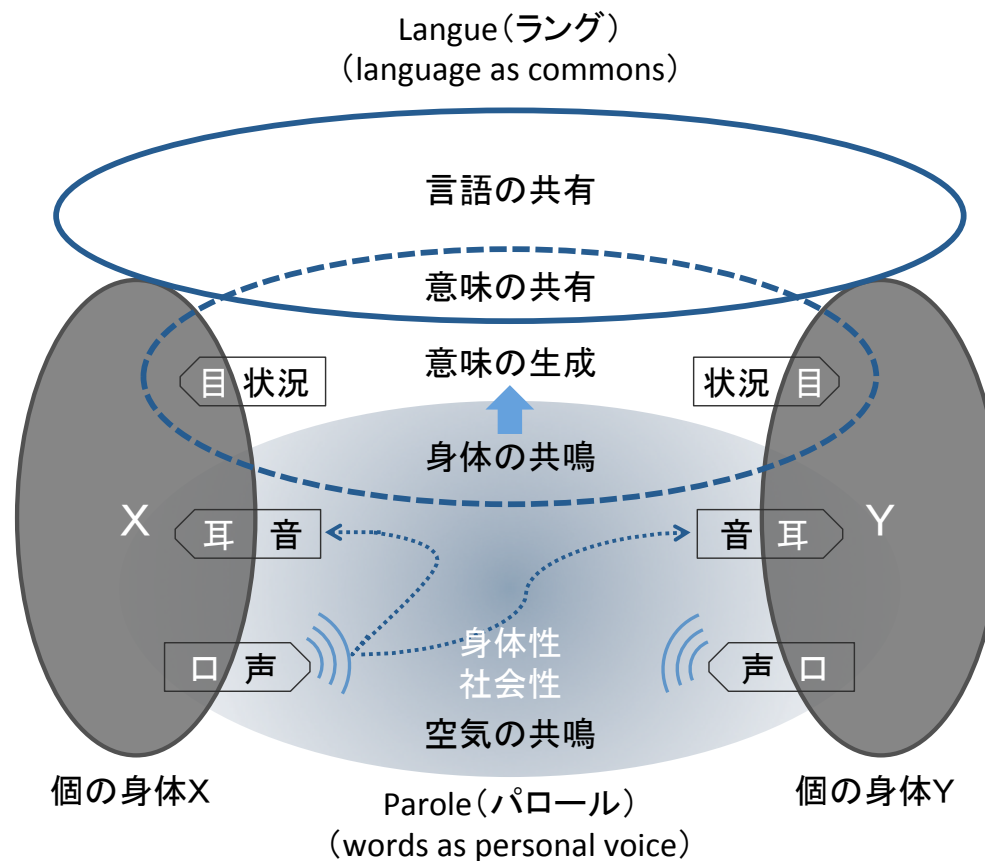 Langue（ラング）
（language as commons）
言語の共有
意味の共有
意味の生成
目 状況
状況 目
身体の共鳴
X
耳 音
音 耳
Y
身体性
社会性
口 声
声 口
空気の共鳴
個の身体X
個の身体Y
Parole（パロール）
（words as personal voice）